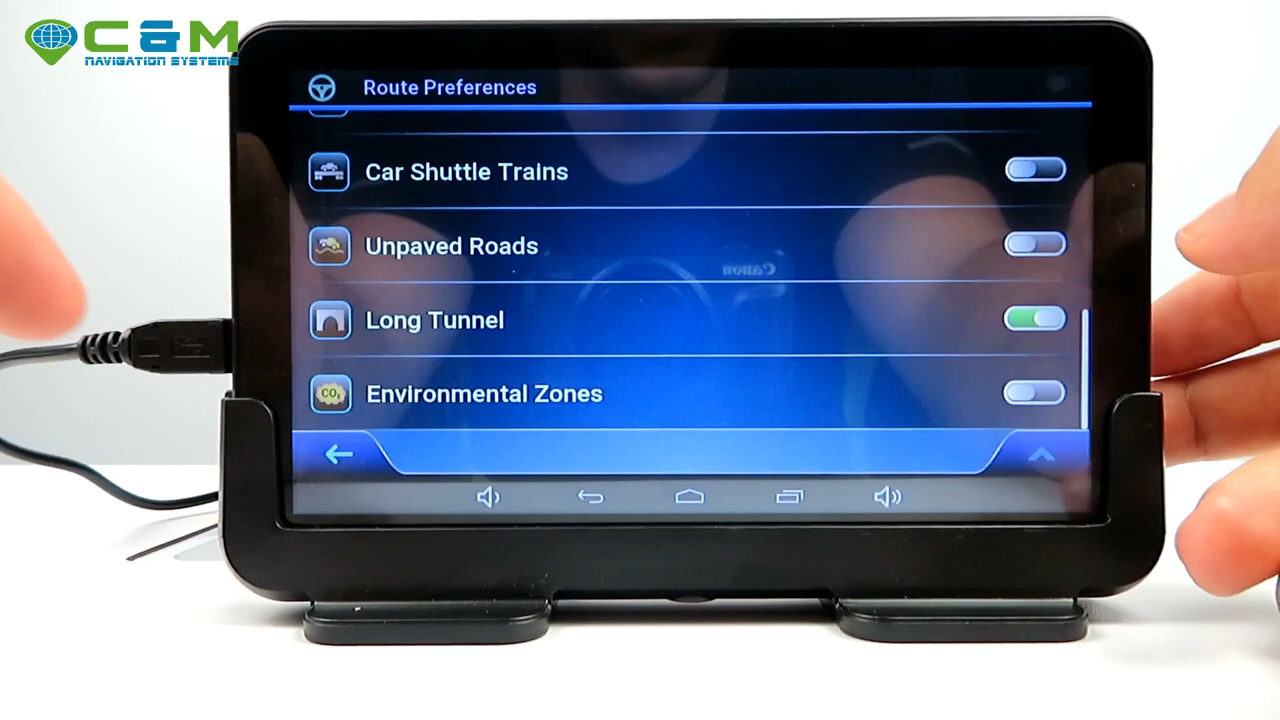 C & M
NAVIGATION SYSTEMS
Route Preferences
Car Shuttle Trains
Unpaved Roads
Canon
Long Tunnel
Environmental Zones
CO₂